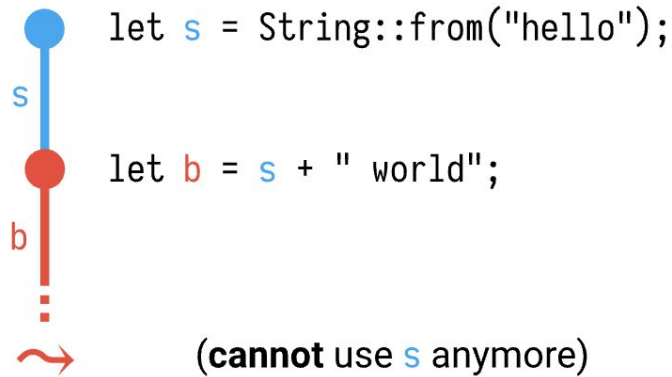 let s = String::from("hello");
s
let b = s + " world";
b
(cannot use s anymore)